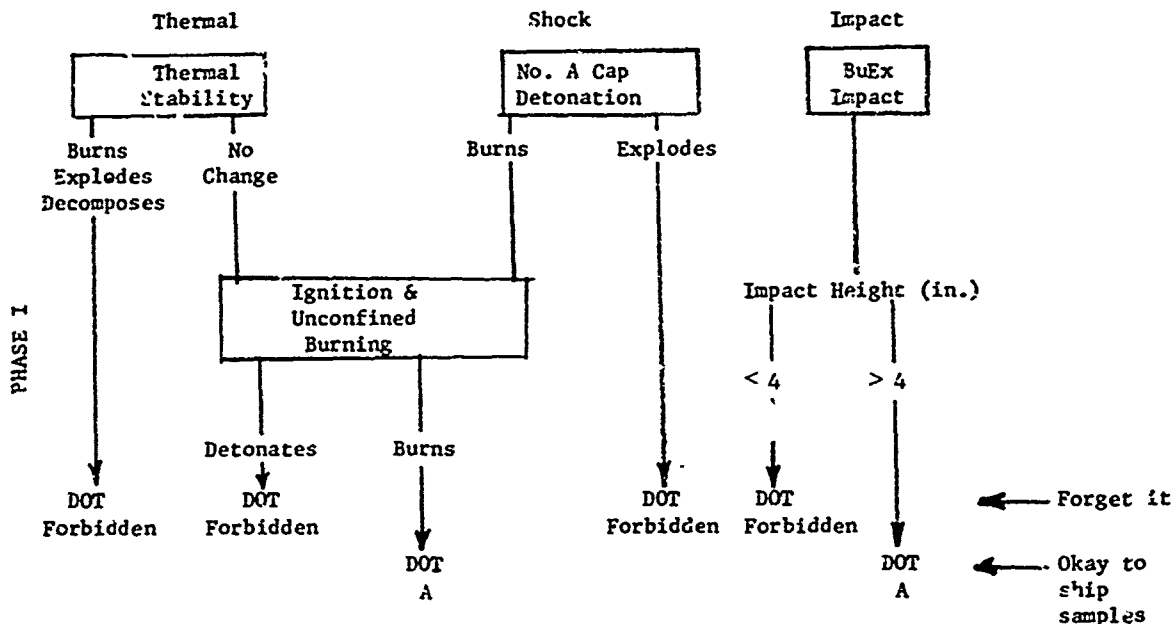 Thermal Shock Impact
Thermal
Stability
No. A Cap
Detonation
BuEx
Impact
Burns
Explodes
Decomposes
No
Change
Burns
Explodes
PHASE I
Ignition &
Unconfined
Burning
Impact Height (in.)
< 4
> 4
Detonates
Burns
DOT
Forbidden
DOT
Forbidden
DOT
A
DOT
Forbidden
DOT
Forbidden
DOT
A
Forget it
Okay to
ship
samples